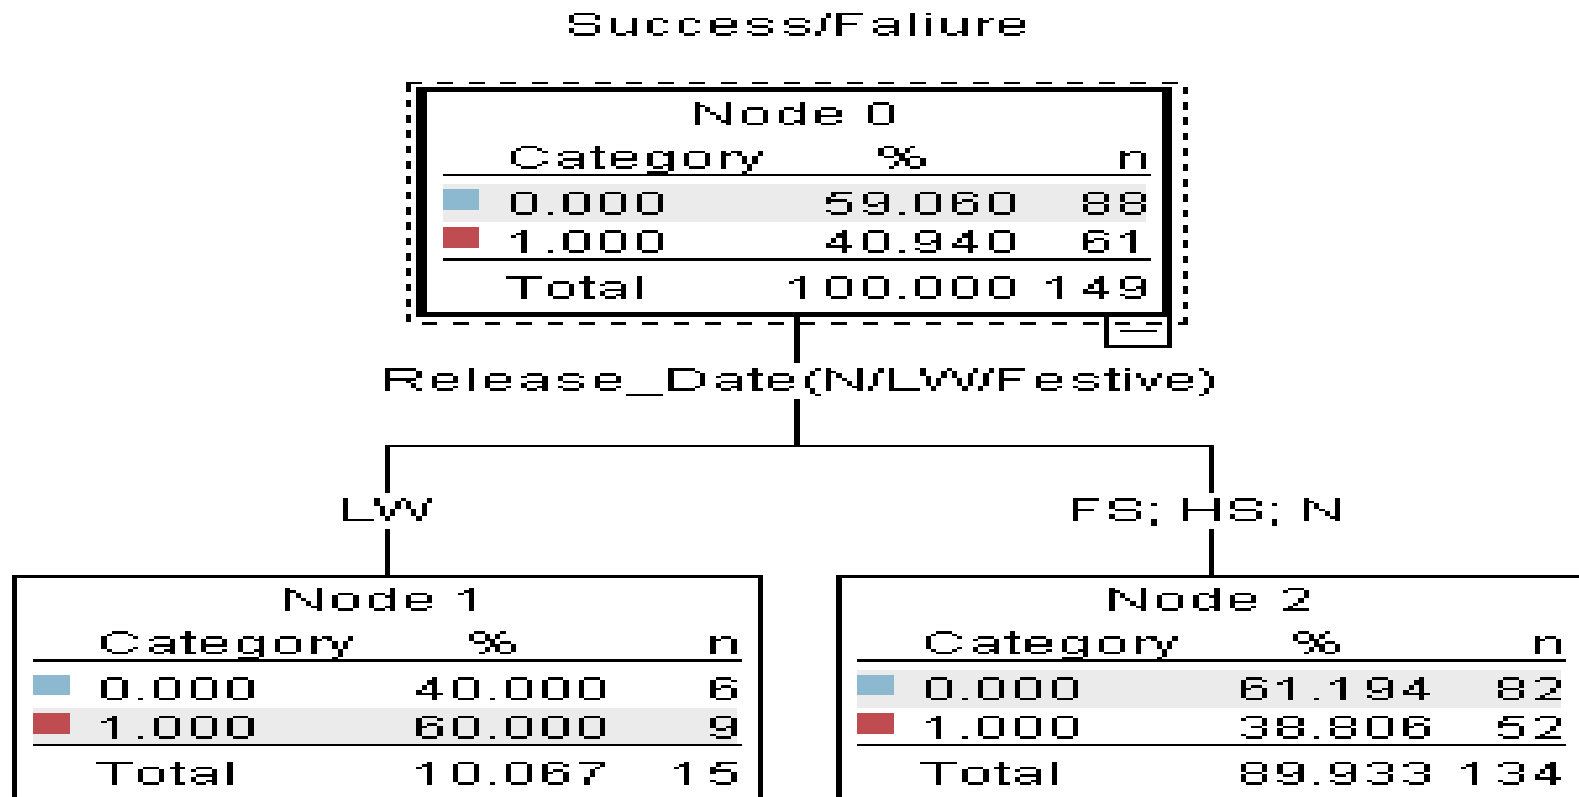 Success/Faliure
Node 0
Category % n
0.000 59.060 88
1.000 40.940 61
Total 100.000 149
Release_Date(N/LW/Festive)
LW
FS; HS; N
Node 1
Category % n
0.000 40.000 6
1.000 60.000 9
Total 10.067 15
Node 2
Category % n
0.000 61.194 82
1.000 38.806 52
Total 89.933 134